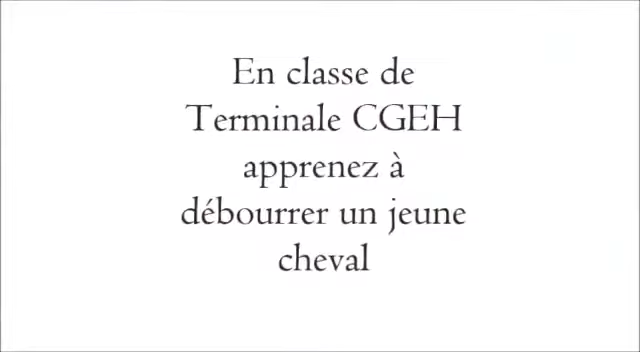 En classe de
Terminale CGEH
apprenez à
débourrer un jeune
cheval